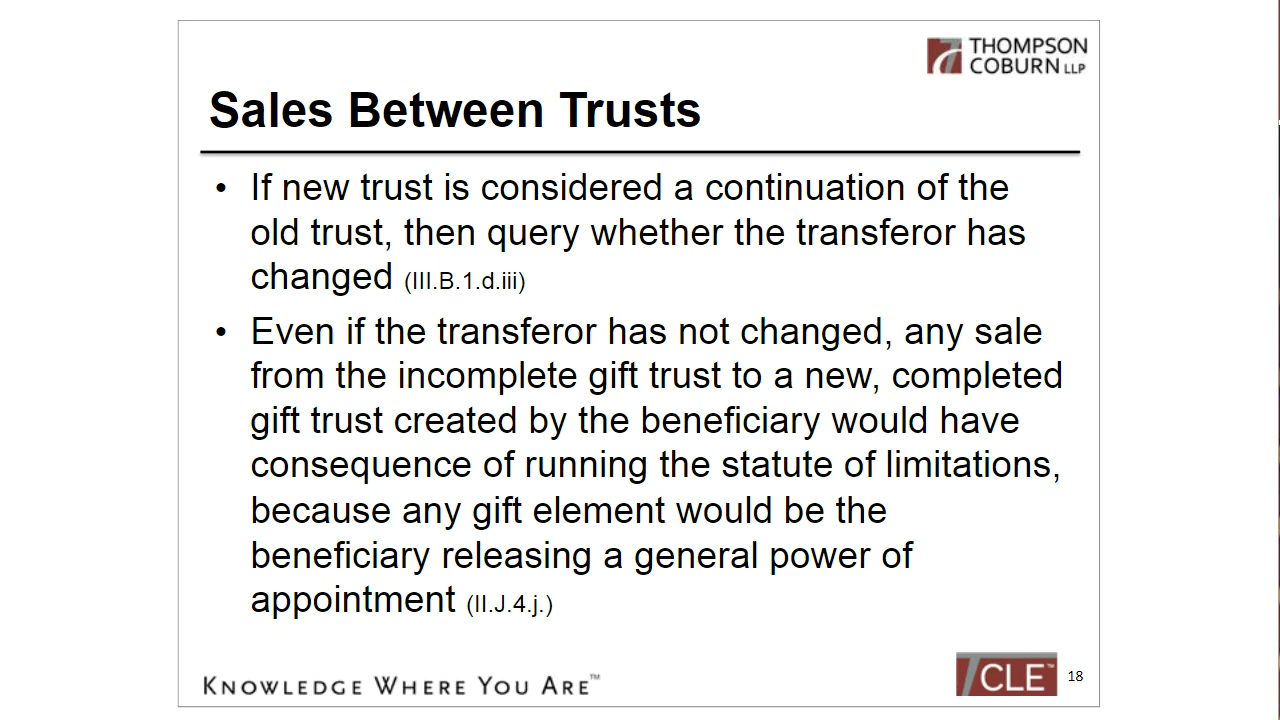 THOMPSON
COBURN LLP
Sales Between Trusts
• If new trust is considered a continuation of the
old trust, then query whether the transferor has
changed (III.B.1.d.iii)
• Even if the transferor has not changed, any sale
from the incomplete gift trust to a new, completed
gift trust created by the beneficiary would have
consequence of running the statute of limitations,
because any gift element would be the
beneficiary releasing a general power of
appointment (II.J.4.j.)
KNOWLEDGE WHERE YOU ARE™
TCLE™
18